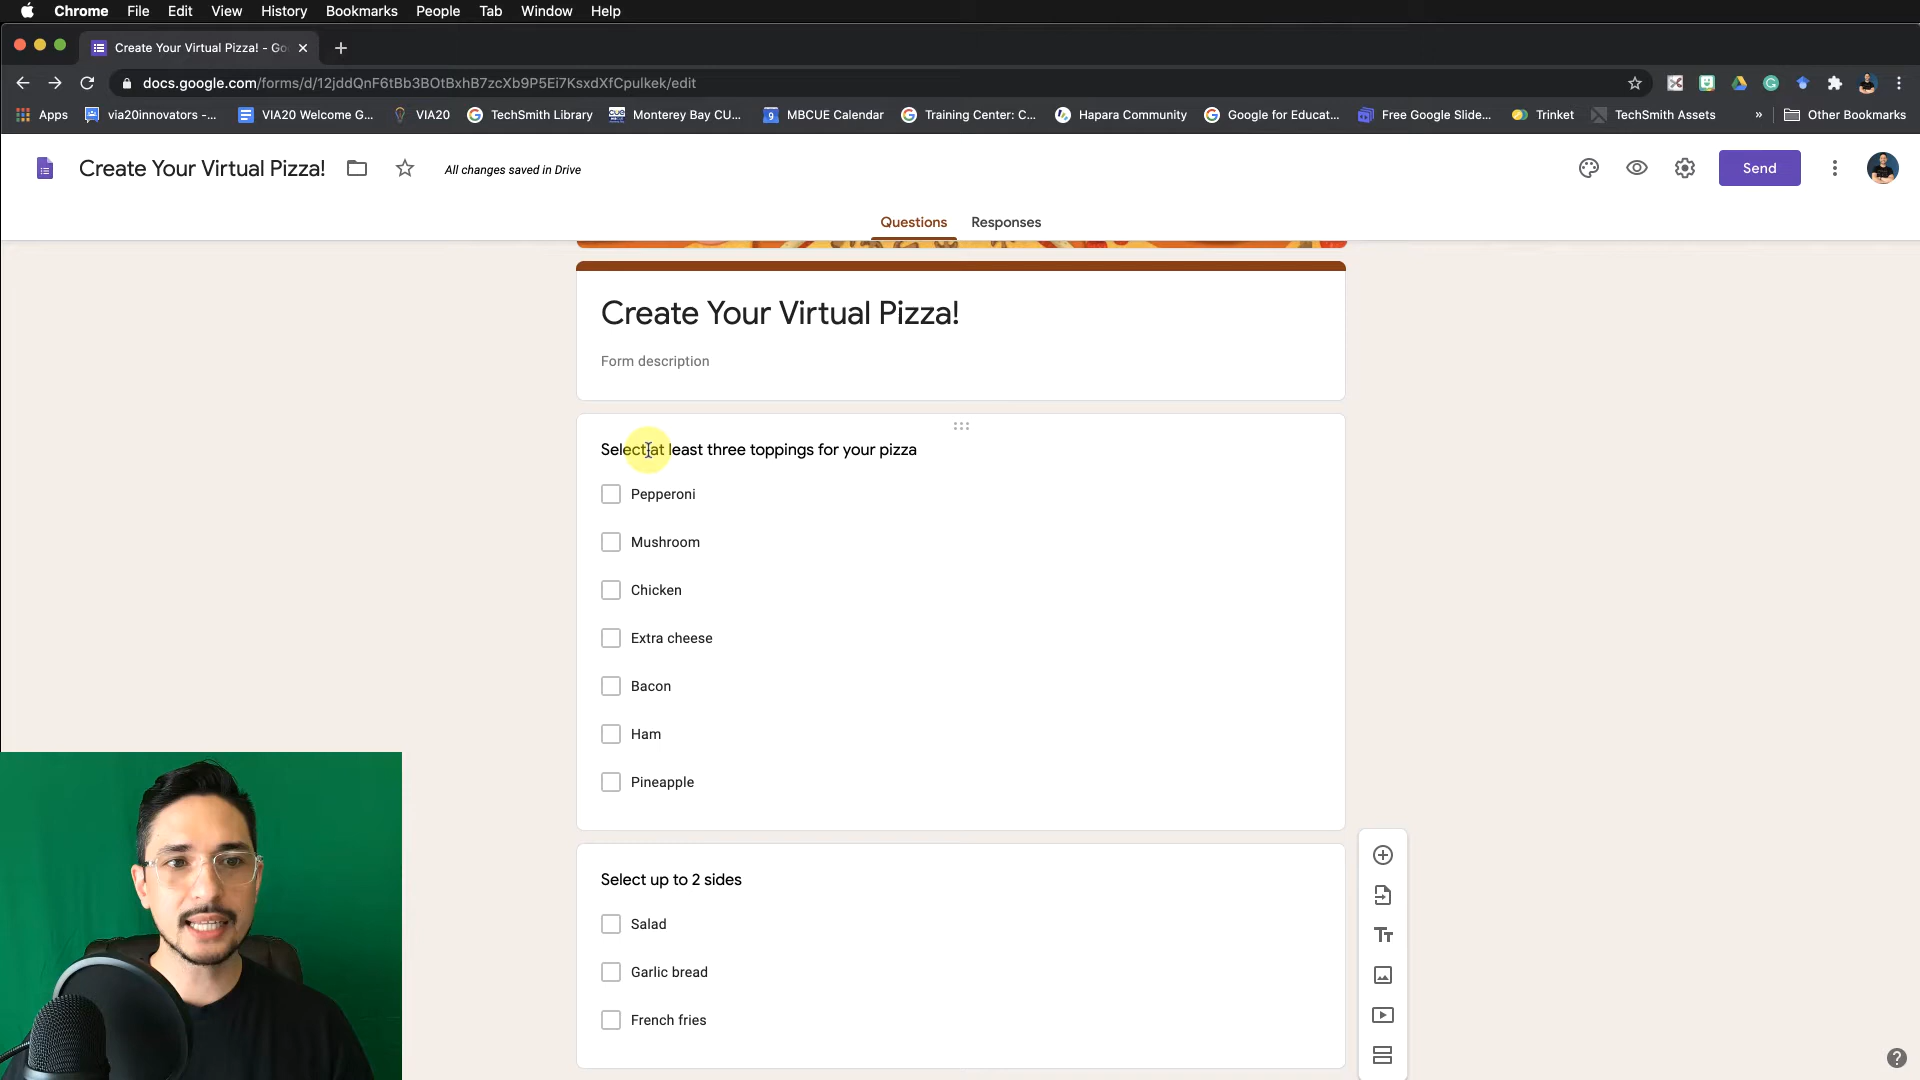 Chrome File Edit View History Bookmarks People Tab Window Help
Create Your Virtual Pizza! - Go
docs.google.com/forms/d/12jddQnF6tBb3BOtBxhB7zcXb9P5Ei7KsxdXfCpulkek/edit
Apps via20innovators -... VIA20 Welcome G... VIA20 TechSmith Library Monterey Bay CU... MBCUE Calendar Training Center: C... Hapara Community Google for Educat... Free Google Slide... Trinket TechSmith Assets » Other Bookmarks
Create Your Virtual Pizza! All changes saved in Drive Send
Questions Responses
Create Your Virtual Pizza!
Form description
Select at least three toppings for your pizza
Pepperoni
Mushroom
Chicken
Extra cheese
Bacon
Ham
Pineapple
Select up to 2 sides
Salad
Garlic bread
French fries